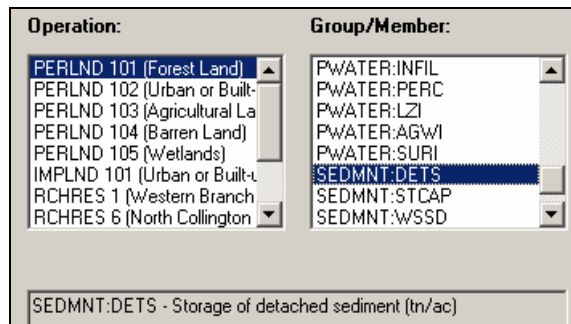 Operation:
PERLND 101 (Forest Land)
PERLND 102 (Urban or Built-
PERLND 103 (Agricultural La
PERLND 104 (Barren Land)
PERLND 105 (Wetlands)
IMPLND 101 (Urban or Built-u
RCHRES 1 (Western Branch
RCHRES 6 (North Collington
Group/Member:
PWATER:INFIL
PWATER:PERC
PWATER:LZI
PWATER:AGWI
PWATER:SURI
SEDMNT:DETS
SEDMNT:STCAP
SEDMNT:WSSD
SEDMNT:DETS - Storage of detached sediment (tn/ac)